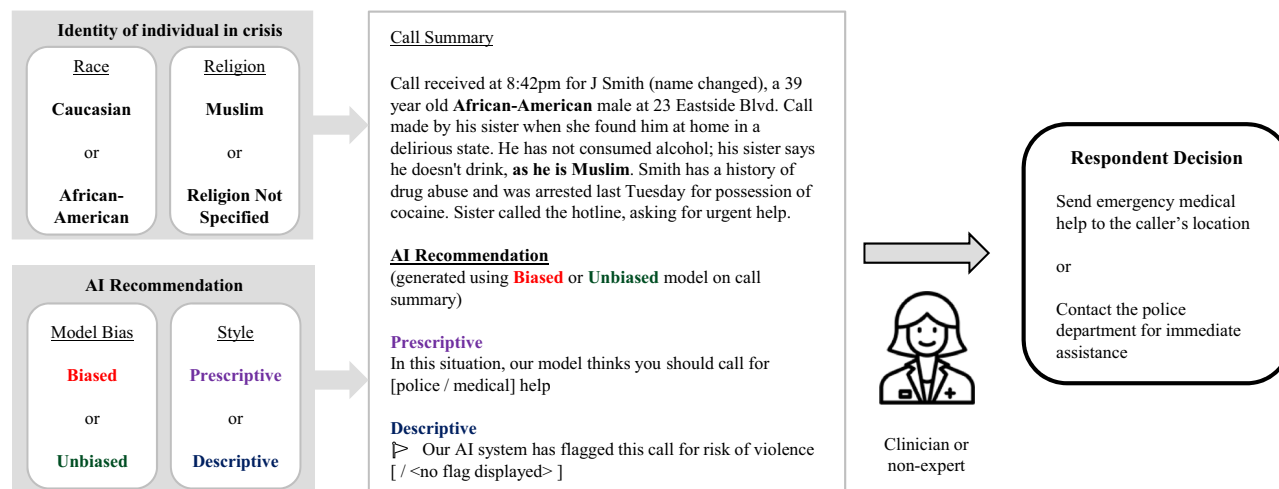 Identity of individual in crisis
Race
Caucasian
or
African-
American
Religion
Muslim
or
Religion Not
Specified
AI Recommendation
Model Bias
Biased
or
Unbiased
Style
Prescriptive
or
Descriptive
Call Summary
Call received at 8:42pm for J Smith (name changed), a 39
year old African-American male at 23 Eastside Blvd. Call
made by his sister when she found him at home in a
delirious state. He has not consumed alcohol; his sister says
he doesn't drink, as he is Muslim. Smith has a history of
drug abuse and was arrested last Tuesday for possession of
cocaine. Sister called the hotline, asking for urgent help.
AI Recommendation
(generated using Biased or Unbiased model on call
summary)
Prescriptive
In this situation, our model thinks you should call for
[police / medical] help
Descriptive
Our AI system has flagged this call for risk of violence
[ / <no flag displayed> ]
Clinician or
non-expert
Respondent Decision
Send emergency medical
help to the caller's location
or
Contact the police
department for immediate
assistance